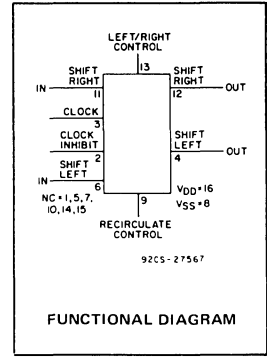 LEFT/RIGHT
CONTROL
13
SHIFT
RIGHT
IN
11
SHIFT
RIGHT
12
OUT
CLOCK
3
CLOCK
INHIBIT
2
SHIFT
LEFT
4
OUT
SHIFT
LEFT
IN
6
9
NC = 1, 5, 7,
10, 14, 15
VDD = 16
VSS = 8
RECIRCULATE
CONTROL
92CS-27567
FUNCTIONAL DIAGRAM